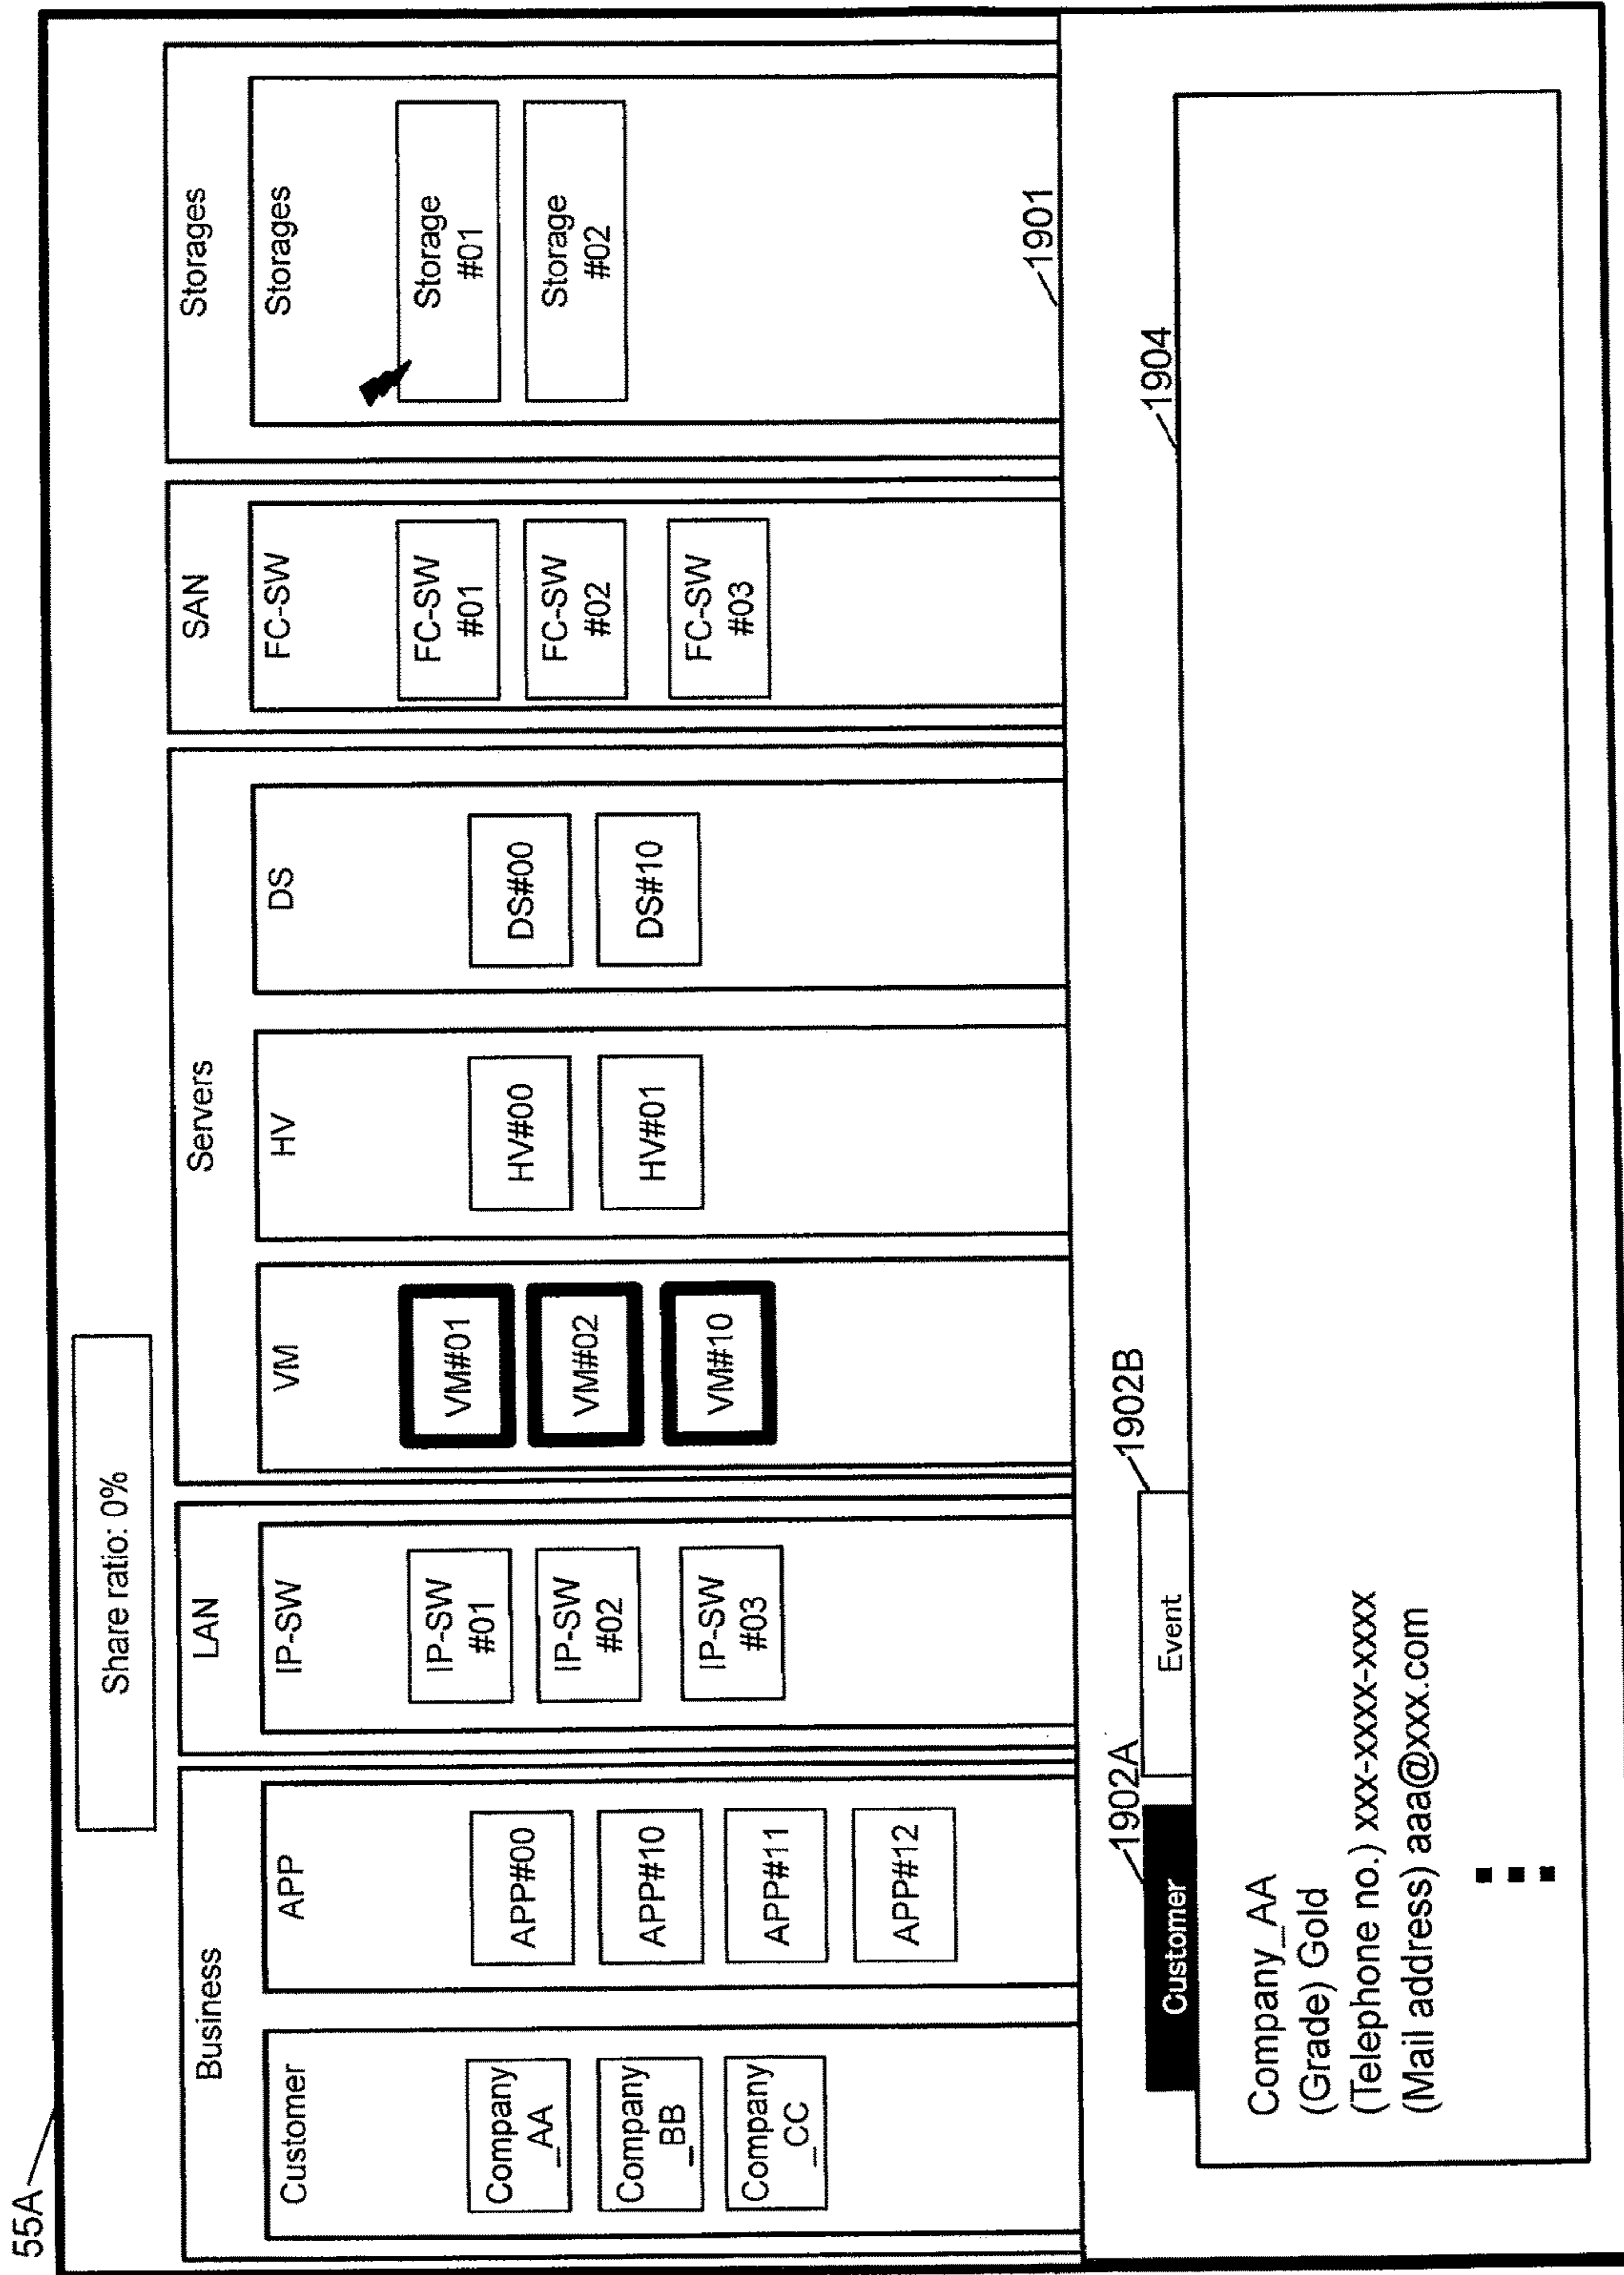 55A
Share ratio: 0%
Business
LAN
Servers
SAN
Storages
Customer
APP
IP-SW
VM
HV
DS
FC-SW
Storages
Company
_AA
Company
_BB
Company
_CC
APP#00
APP#10
APP#11
APP#12
IP-SW
#01
IP-SW
#02
IP-SW
#03
VM#01
VM#02
VM#10
HV#00
HV#01
DS#00
DS#10
FC-SW
#01
FC-SW
#02
FC-SW
#03
Storage
#01
Storage
#02
1901
1902A
1902B
1904
Customer
Event
Company_AA
(Grade) Gold
(Telephone no.) xxx-xxxx-xxxx
(Mail address) aaa@xxx.com